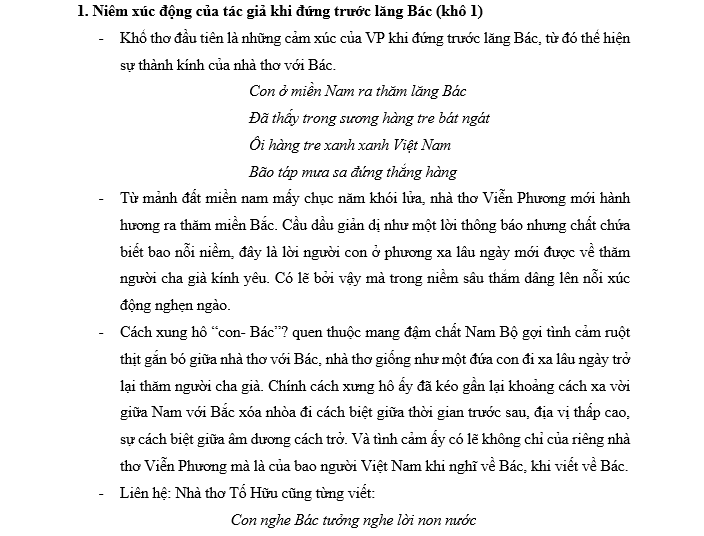 1. Niêm xúc động của tác giả khi đứng trước lăng Bác (khô 1)
- Khổ thơ đầu tiên là những cảm xúc của VP khi đứng trước lăng Bác, từ đó thể hiện
sự thành kính của nhà thơ với Bác.
Con ở miền Nam ra thăm lăng Bác
Đã thấy trong sương hàng tre bát ngát
Ôi hàng tre xanh xanh Việt Nam
Bão táp mưa sa đứng thẳng hàng
- Từ mảnh đất miền nam mấy chục năm khói lửa, nhà thơ Viễn Phương mới hành
hương ra thăm miền Bắc. Cầu dầu giản dị như một lời thông báo nhưng chất chứa
biết bao nỗi niềm, đây là lời người con ở phương xa lâu ngày mới được về thăm
người cha già kính yêu. Có lẽ bởi vậy mà trong niềm sâu thẳm dâng lên nỗi xúc
động nghẹn ngào.
- Cách xung hô “con- Bác”? quen thuộc mang đậm chất Nam Bộ gợi tình cảm ruột
thịt gắn bó giữa nhà thơ với Bác, nhà thơ giống như một đứa con đi xa lâu ngày trở
lại thăm người cha già. Chính cách xưng hô ấy đã kéo gần lại khoảng cách xa vời
giữa Nam với Bắc xóa nhòa đi cách biệt giữa thời gian trước sau, địa vị thấp cao,
sự cách biệt giữa âm dương cách trở. Và tình cảm ấy có lẽ không chỉ của riêng nhà
thơ Viễn Phương mà là của bao người Việt Nam khi nghĩ về Bác, khi viết về Bác.
- Liên hệ: Nhà thơ Tố Hữu cũng từng viết:
Con nghe Bác tưởng nghe lời non nước